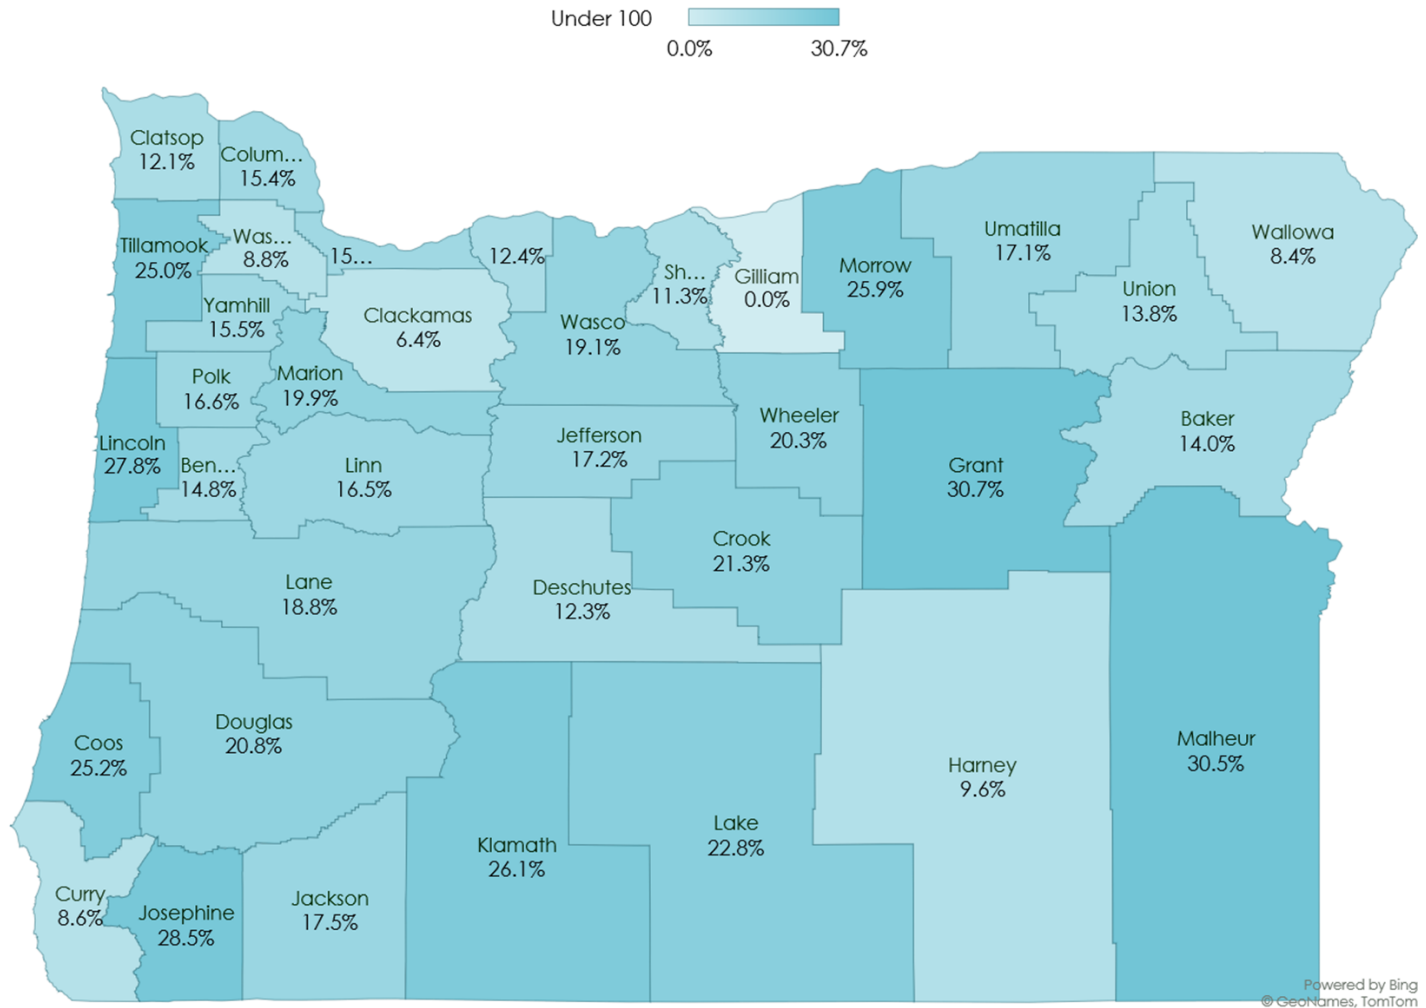 Under 100
0.0%
30.7%
Clatsop
12.1%
Colum...
15.4%
Tillamook
25.0%
Was...
8.8%
15...
12.4%
Sh...
11.3%
Gilliam
0.0%
Morrow
25.9%
Umatilla
17.1%
Wallowa
8.4%
Union
13.8%
Yamhill
15.5%
Clackamas
6.4%
Wasco
19.1%
Polk
16.6%
Marion
19.9%
Wheeler
20.3%
Baker
14.0%
Lincoln
27.8%
Ben...
14.8%
Linn
16.5%
Jefferson
17.2%
Grant
30.7%
Crook
21.3%
Lane
18.8%
Deschutes
12.3%
Douglas
20.8%
Coos
25.2%
Harney
9.6%
Malheur
30.5%
Klamath
26.1%
Lake
22.8%
Curry
8.6%
Josephine
28.5%
Jackson
17.5%
Powered by Bing
© GeoNames, TomTom